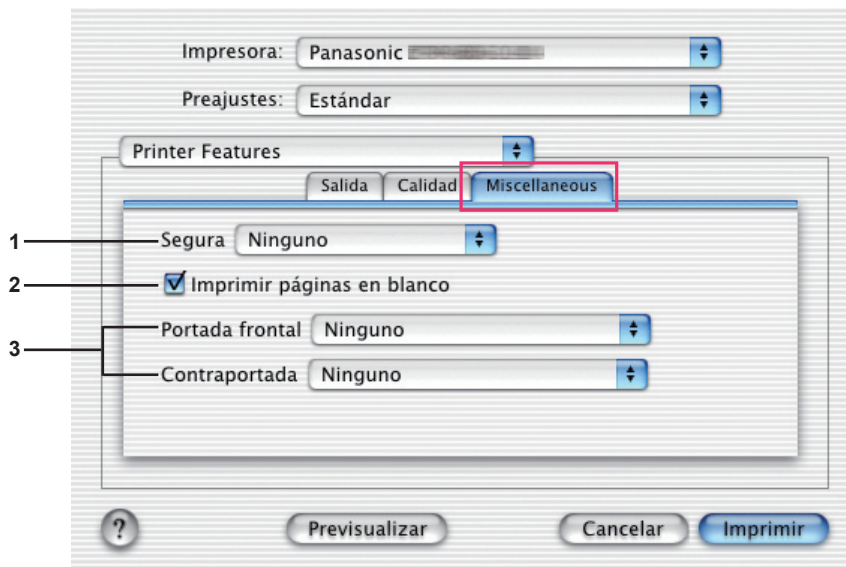 Impresora: Panasonic
Preajustes: Estándar
Printer Features
Salida Calidad Miscellaneous
1 Segura Ninguno
2 Imprimir páginas en blanco
Portada frontal Ninguno
3
Contraportada Ninguno
? Previsualizar Cancelar Imprimir